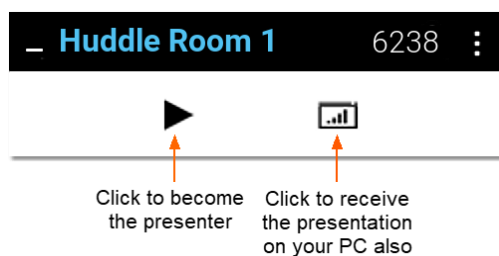 Huddle Room 1 6238
Click to become
the presenter
Click to receive
the presentation
on your PC also